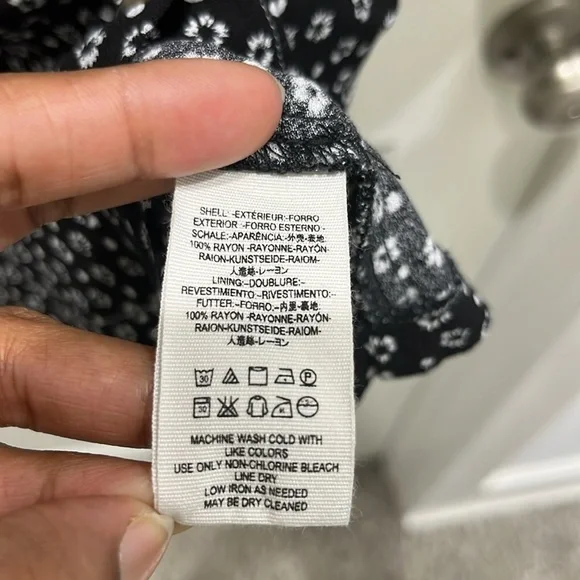 SHELL:-EXTÉRIEUR:-FORRO
EXTERIOR -FORRO ESTERNO -
SCHALE:-APARÊNCIA:-外売-表地:
100% RAYON -RAYONNE-RAYÓN-
RAION-KUNSTSEIDE-RAIOM-
人造絲-レーヨン
LINING:-DOUBLURE:-
REVESTIMIENTO:-RIVESTIMENTO:-
FUTTER:-FORRO:-内里-裏地:
100% RAYON -RAYONNE-RAYÓN-
RAION-KUNSTSEIDE-RAIOM-
人造絲-レーヨン
30 P
30
MACHINE WASH COLD WITH
LIKE COLORS
USE ONLY NON-CHLORINE BLEACH
LINE DRY
LOW IRON AS NEEDED
MAY BE DRY CLEANED